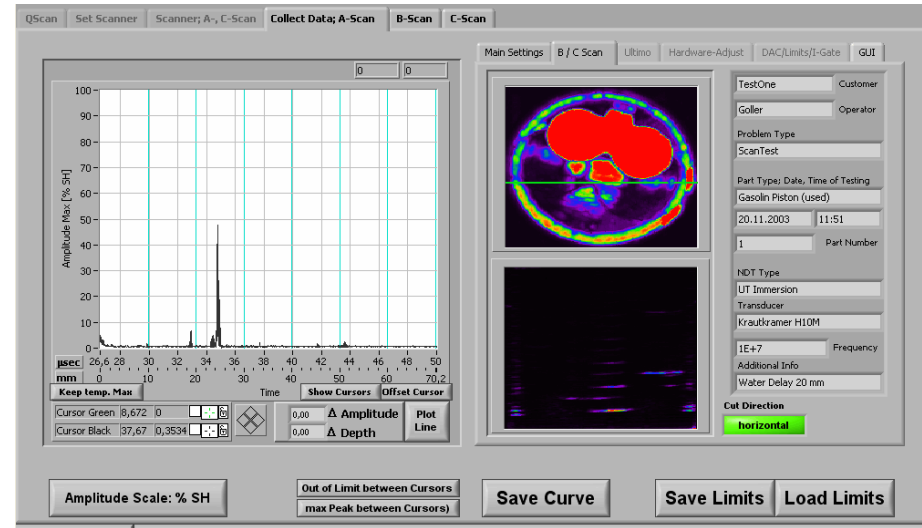 QScan Set Scanner Scanner; A-, C-Scan Collect Data; A-Scan B-Scan C-Scan
Main Settings B / C Scan Ultimo Hardware-Adjust DAC/Limits/I-Gate GUI
0 0
100
90
80
70
60
50
40
30
20
10
0
Amplitude Max [% SH]
µsec 26,6 28 30 32 34 36 38 40 42 44 46 48 50
mm 0 10 20 30 40 50 60 70,2
Keep temp. Max Time Show Cursors Offset Cursor
Cursor Green 8,672 0
Cursor Black 37,67 0,3534
0,00 Δ Amplitude
0,00 Δ Depth
Plot
Line
TestOne Customer
Goller Operator
Problem Type
ScanTest
Part Type; Date, Time of Testing
Gasolin Piston (used)
20.11.2003 11:51
1 Part Number
NDT Type
UT Immersion
Transducer
Krautkramer H10M
1E+7 Frequency
Additional Info
Water Delay 20 mm
Cut Direction
horizontal
Amplitude Scale: % SH
Out of Limit between Cursors
max Peak between Cursors)
Save Curve Save Limits Load Limits